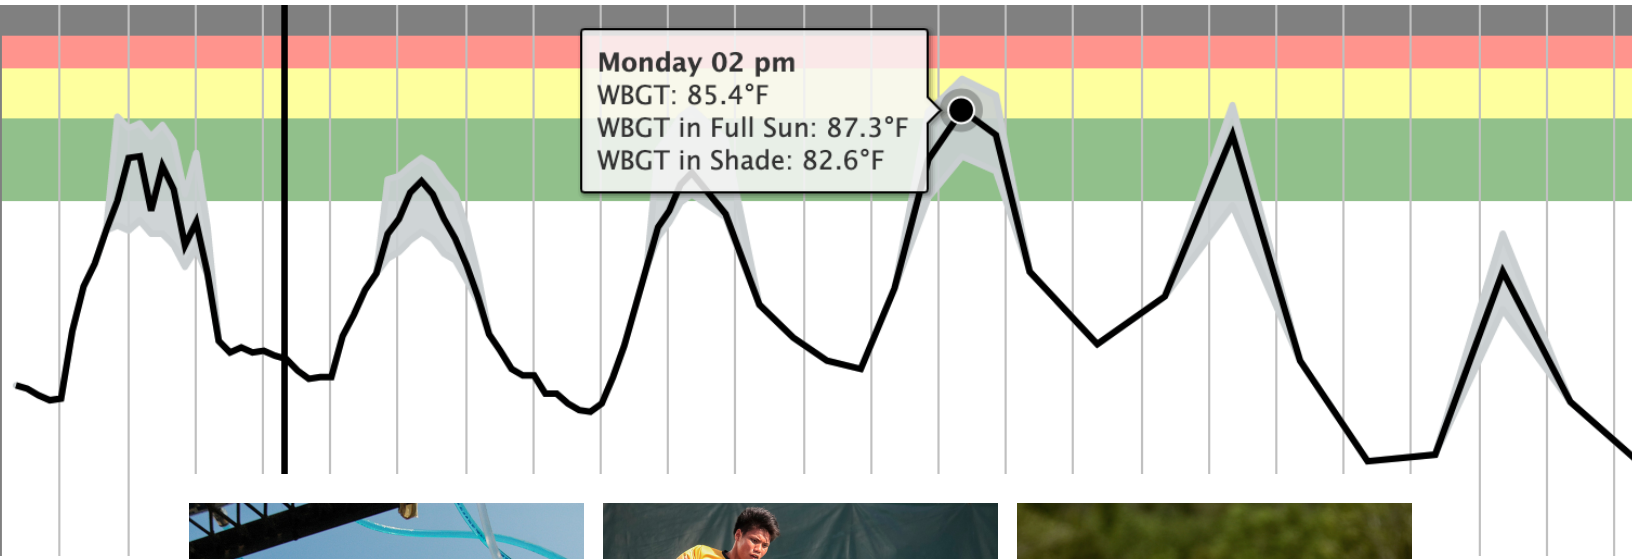 Monday 02 pm
WBGT: 85.4°F
WBGT in Full Sun: 87.3°F
WBGT in Shade: 82.6°F